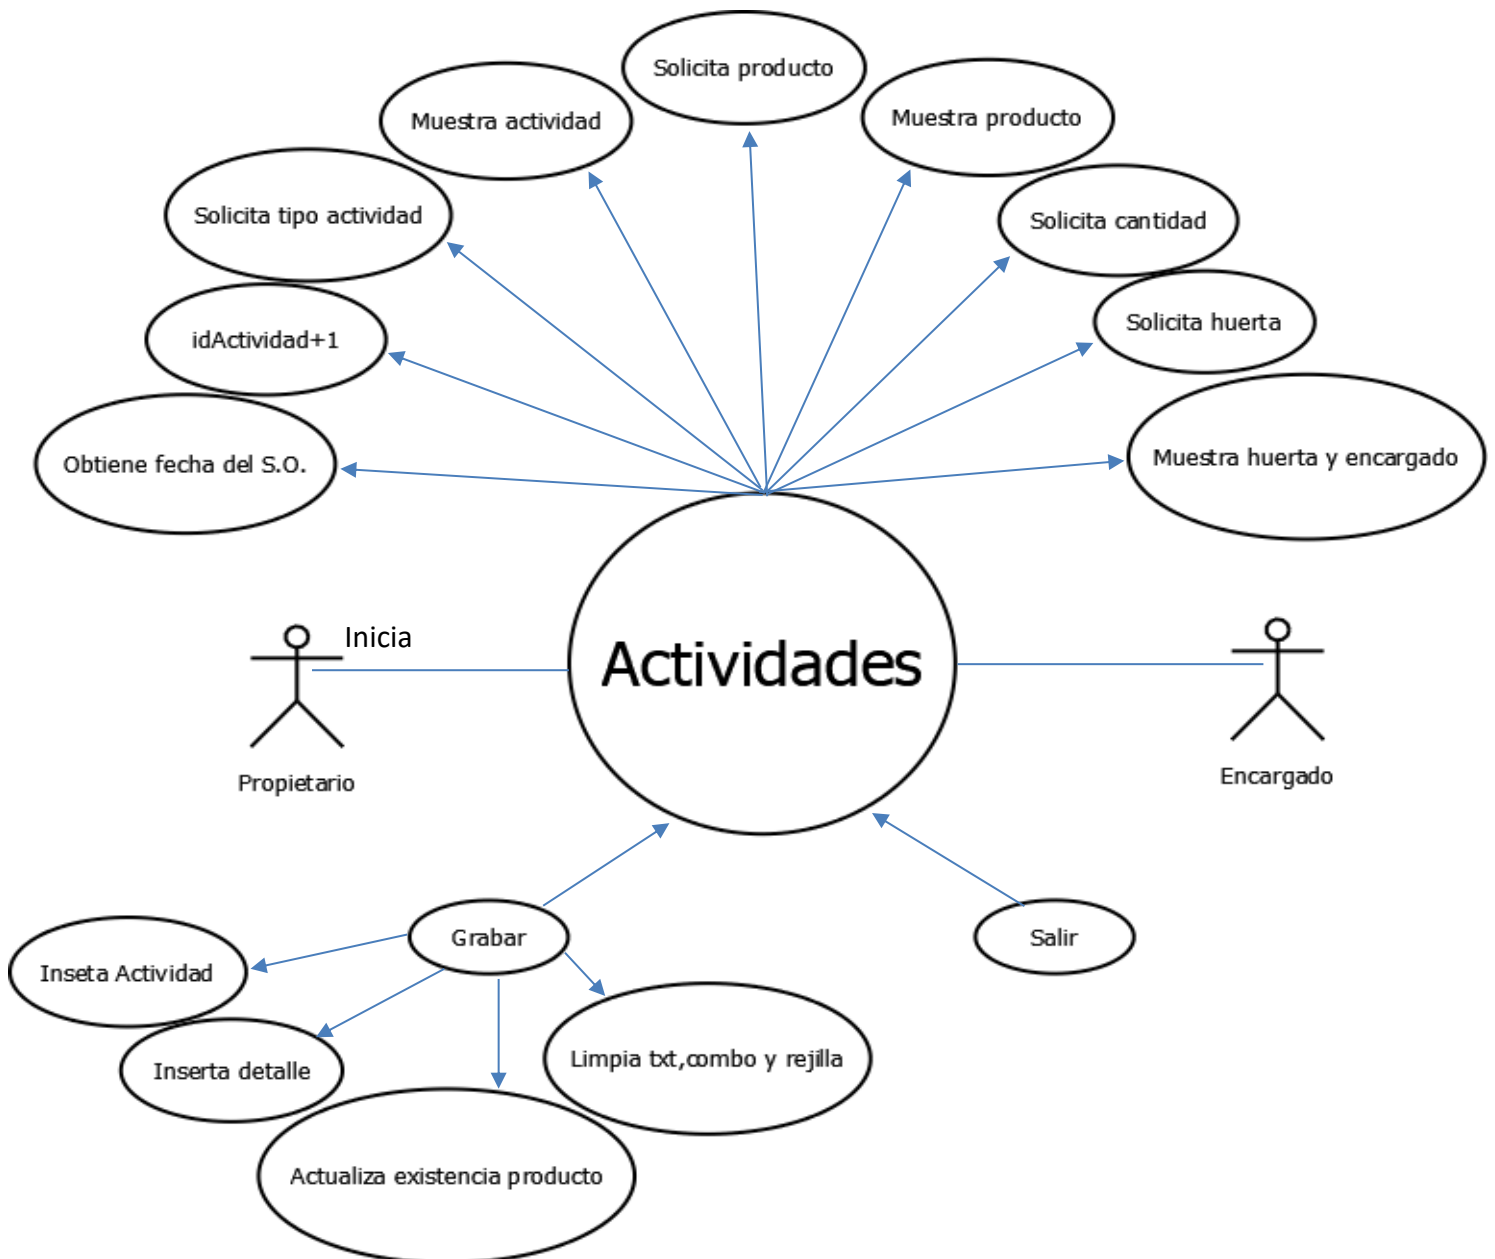 Solicita producto
Muestra actividad
Muestra producto
Solicita tipo actividad
Solicita cantidad
idActividad+1
Solicita huerta
Obtiene fecha del S.O.
Muestra huerta y encargado
Inicia
Actividades
Propietario
Encargado
Grabar
Salir
Inseta Actividad
Inserta detalle
Limpia txt,combo y rejilla
Actualiza existencia producto